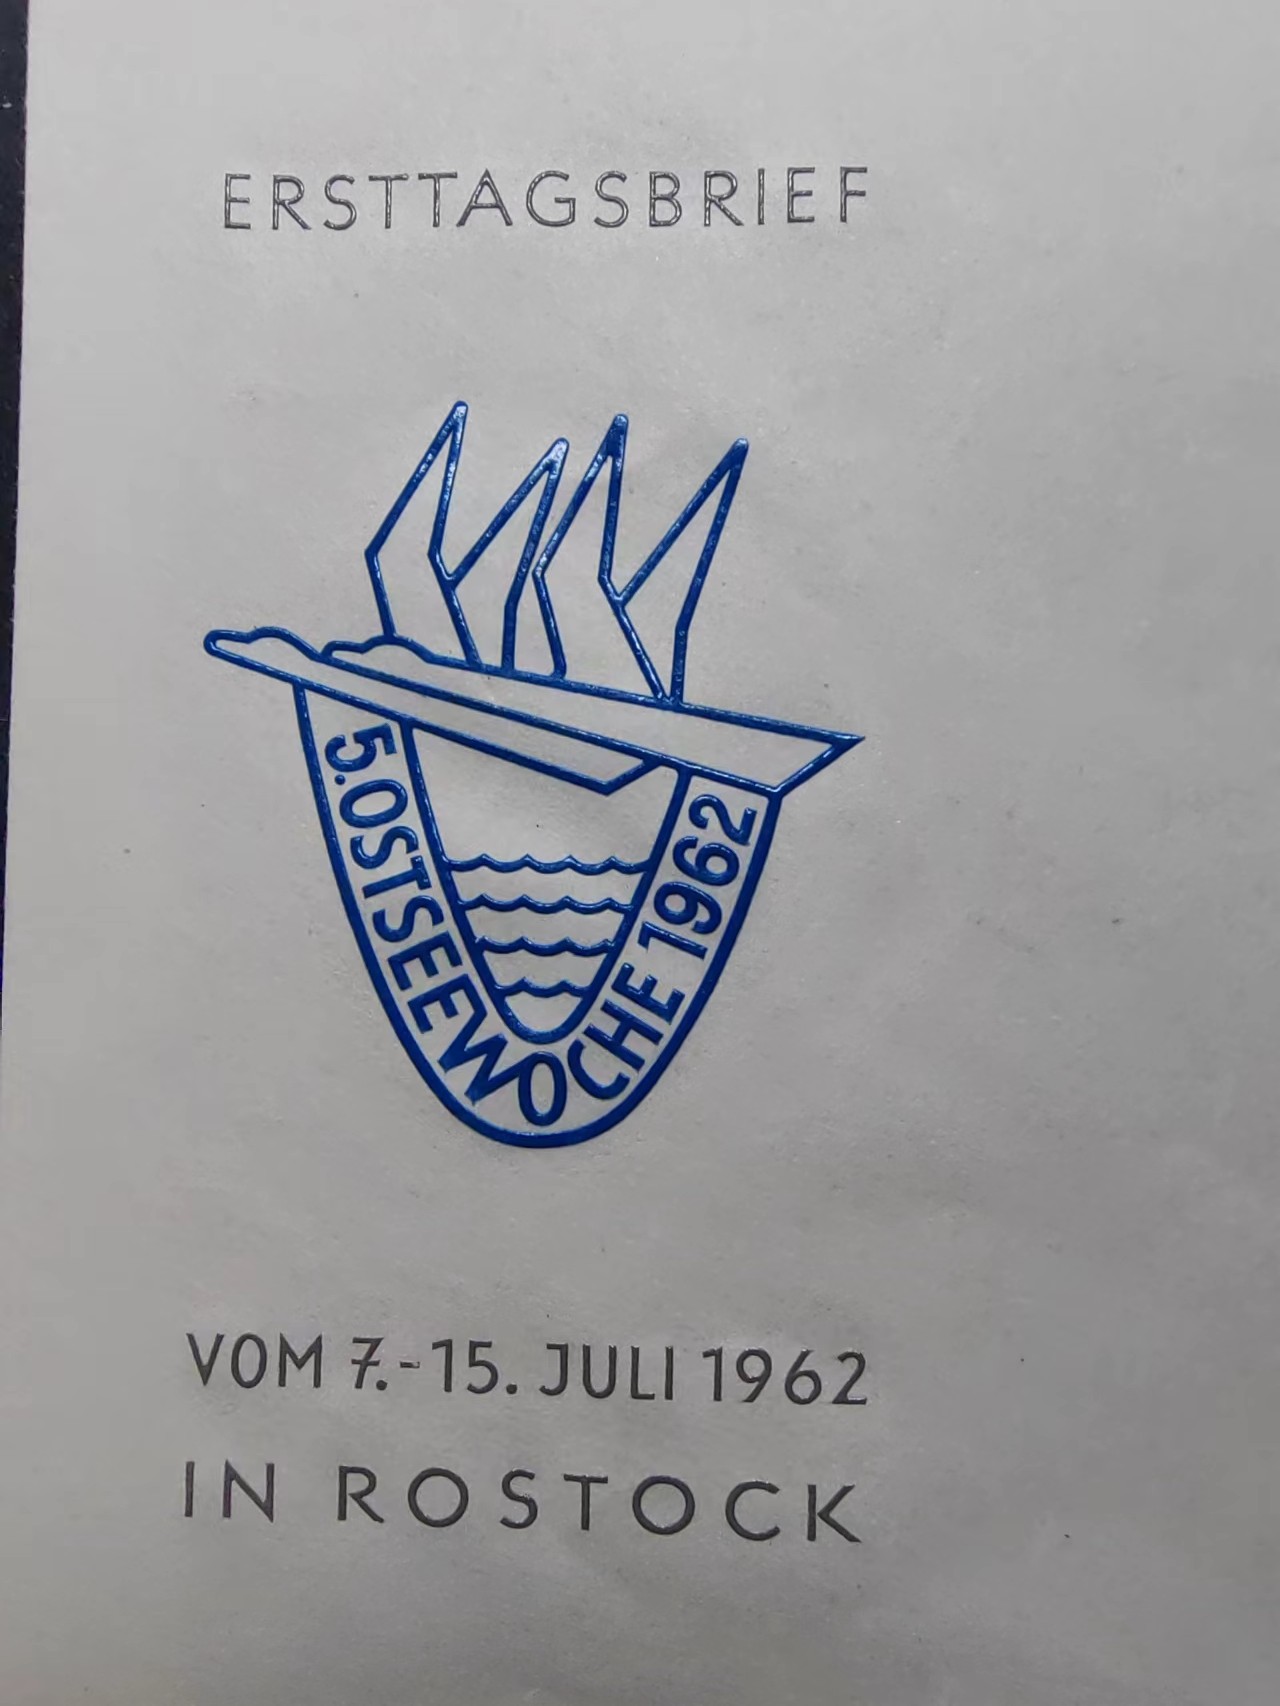 ERSTTAGSBRIEF
5. OSTSEEWOCHE 1962
VOM 7.-15. JULI 1962
IN ROSTOCK